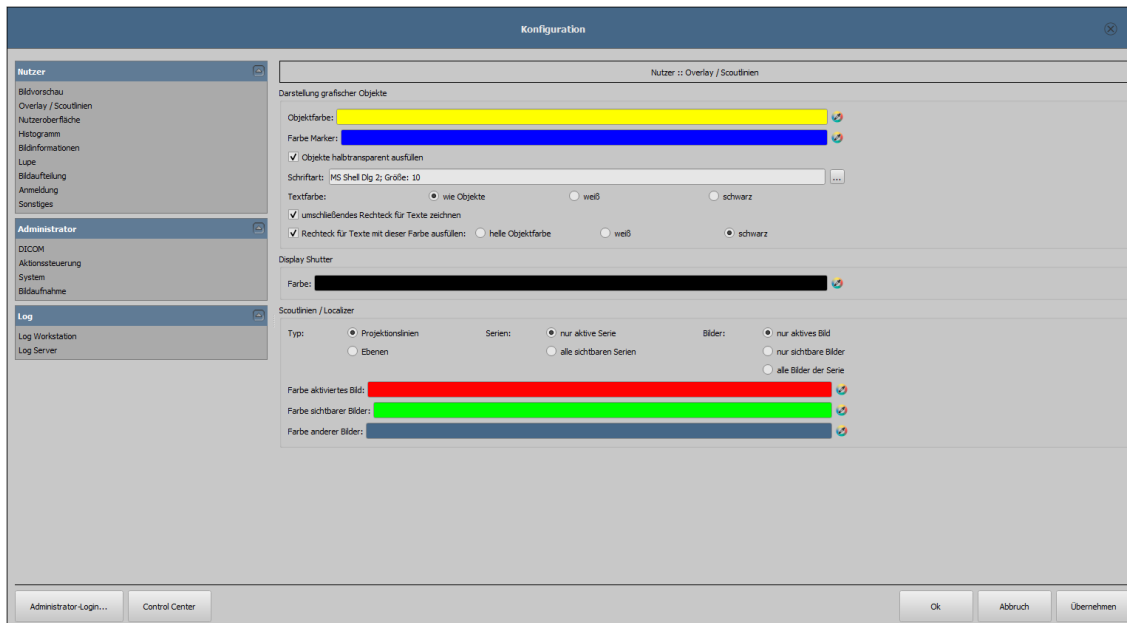 Konfiguration
Nutzer
Bildvorschau
Overlay / Scoutlinien
Nutzeroberfläche
Histogramm
Bildinformationen
Lupe
Bildaufteilung
Anmeldung
Sonstiges
Administrator
DICOM
Aktionssteuerung
System
Bildaufnahme
Log
Log Workstation
Log Server
Nutzer :: Overlay / Scoutlinien
Darstellung grafischer Objekte
Objektfarbe:
Farbe Marker:
Objekte halbtransparent ausfüllen
Schriftart: MS Shell Dlg 2; Größe: 10 ...
Textfarbe: wie Objekte weiß schwarz
umschließendes Rechteck für Texte zeichnen
Rechteck für Texte mit dieser Farbe ausfüllen: helle Objektfarbe weiß schwarz
Display Shutter
Farbe:
Scoutlinien / Localizer
Typ: Projektionslinien Serien: nur aktive Serie Bilder: nur aktives Bild
Ebenen alle sichtbaren Serien nur sichtbare Bilder
alle Bilder der Serie
Farbe aktiviertes Bild:
Farbe sichtbarer Bilder:
Farbe anderer Bilder:
Administrator-Login... Control Center Ok Abbruch Übernehmen